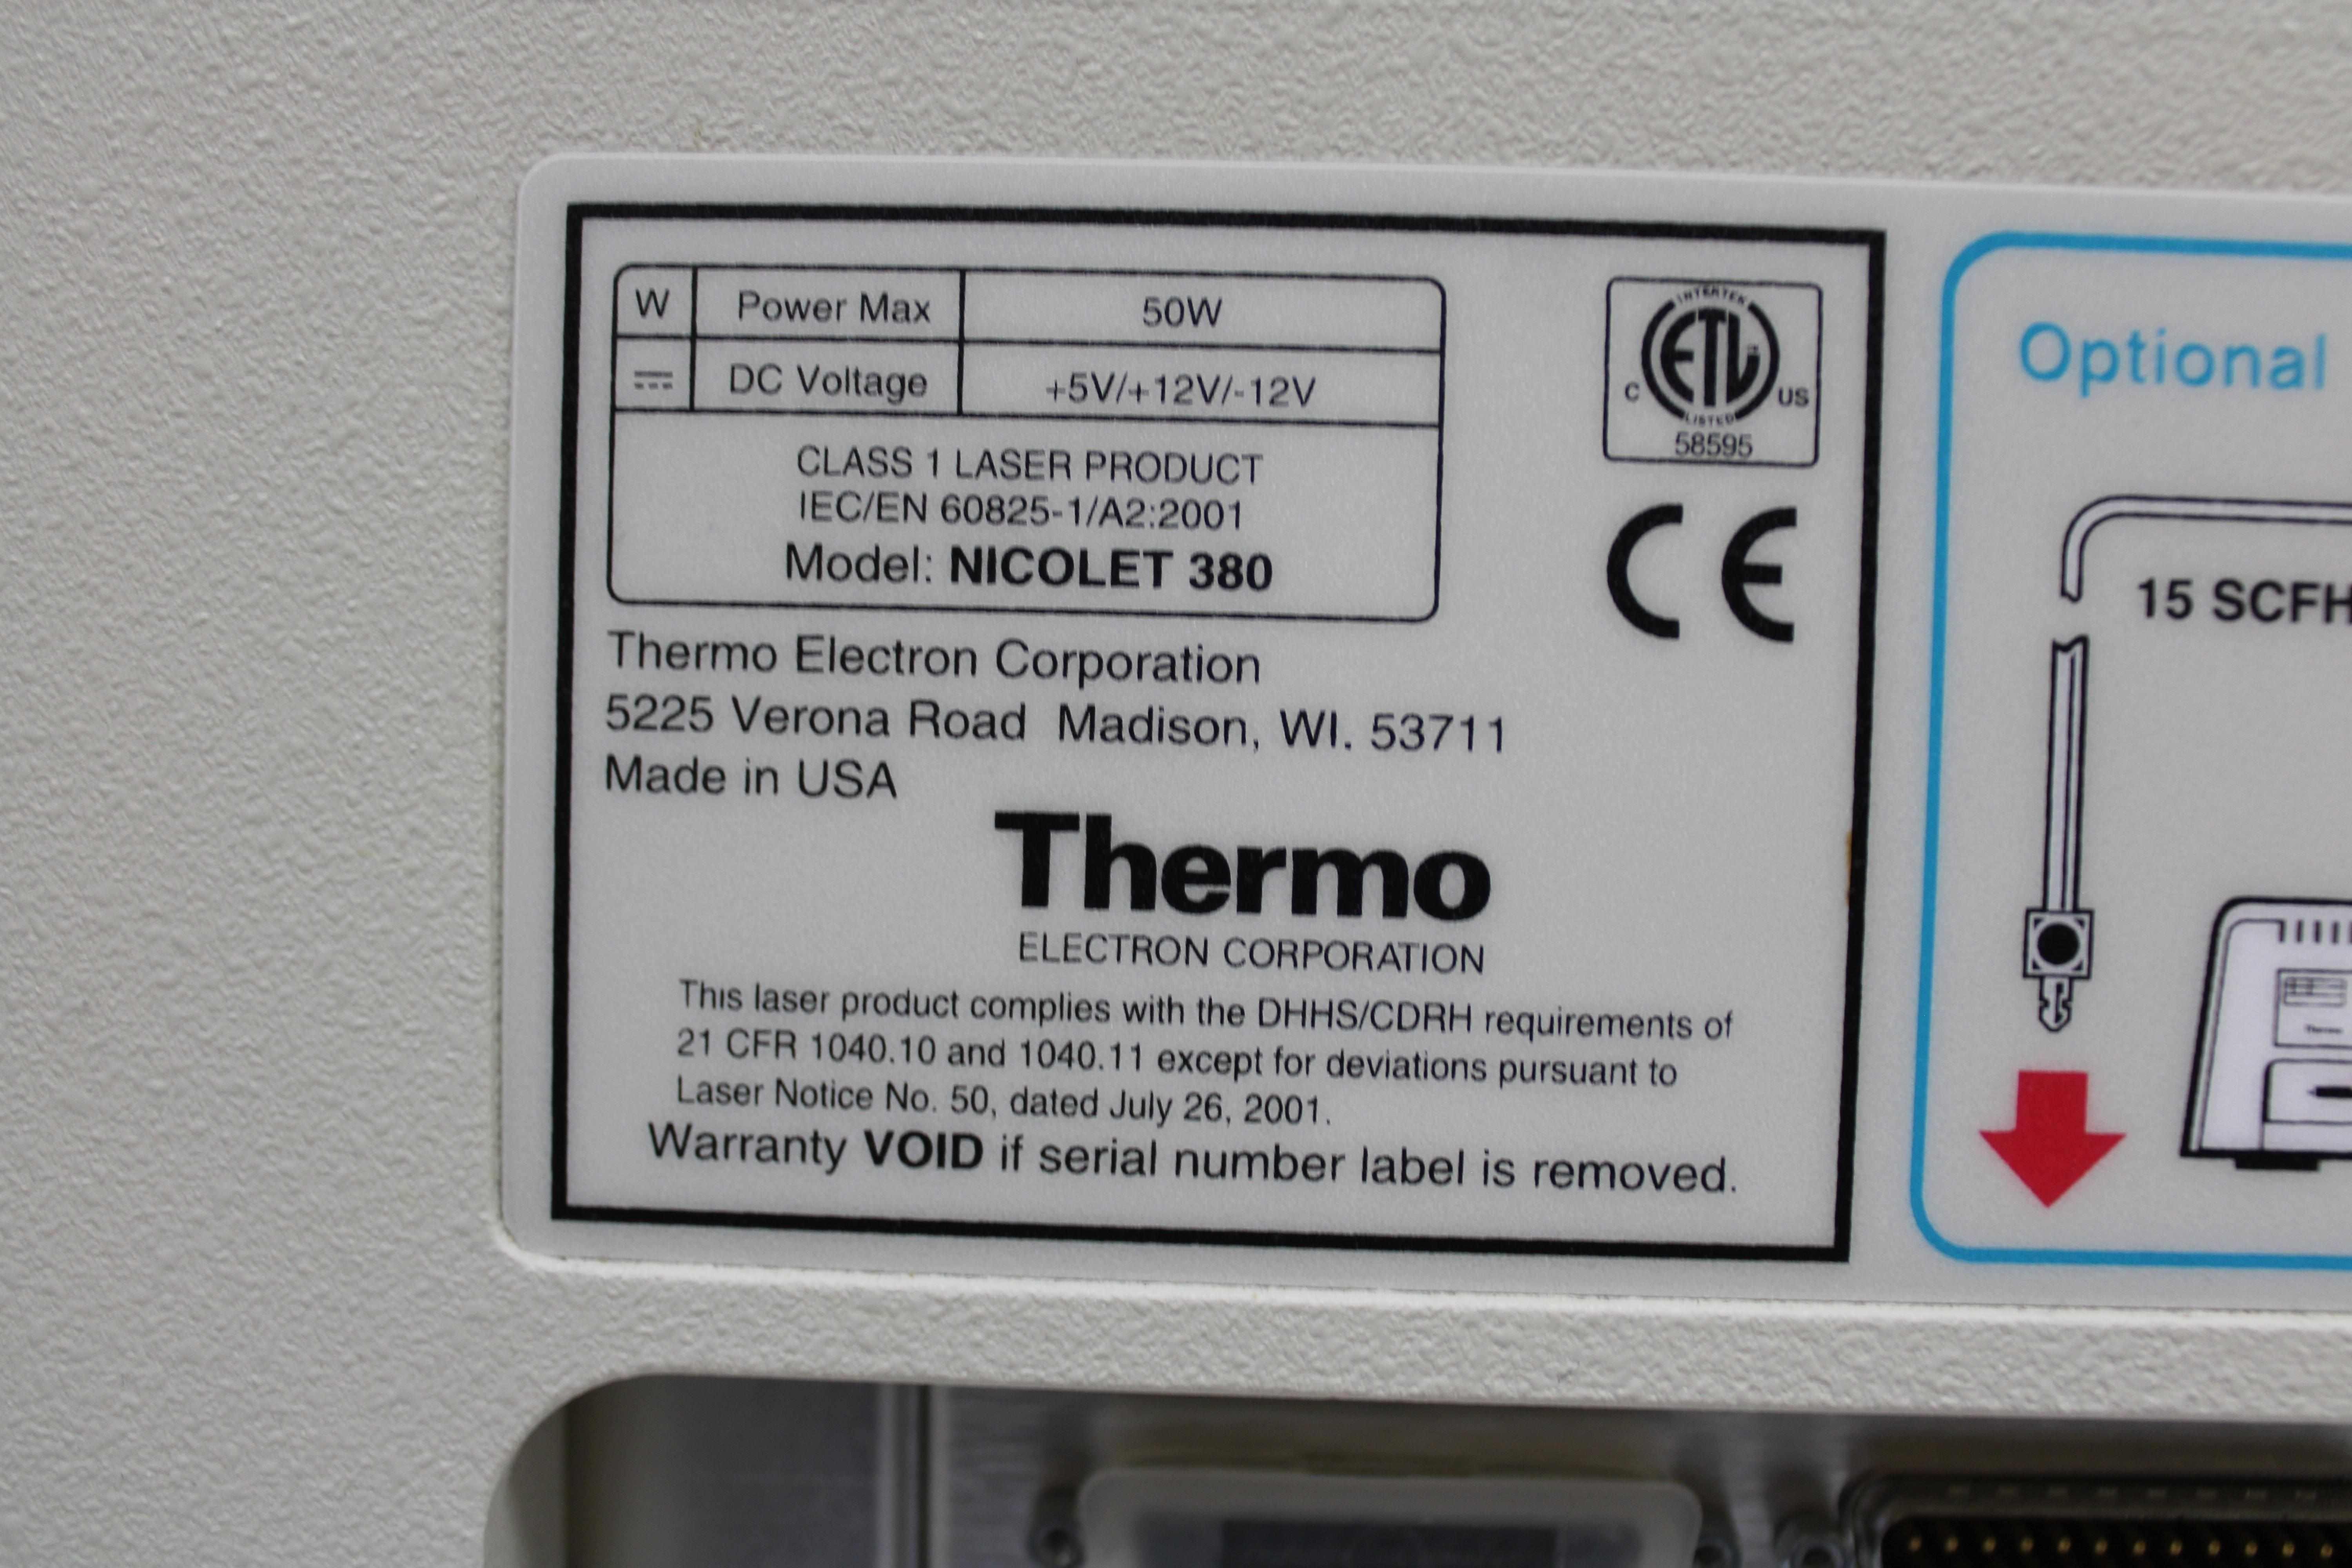 W Power Max 50W
DC Voltage +5V/+12V/-12V
CLASS 1 LASER PRODUCT
IEC/EN 60825-1/A2:2001
Model: NICOLET 380
INTERTEK
ETL
C US
LISTED
58595
CE
Thermo Electron Corporation
5225 Verona Road Madison, WI. 53711
Made in USA
Thermo
ELECTRON CORPORATION
This laser product complies with the DHHS/CDRH requirements of
21 CFR 1040.10 and 1040.11 except for deviations pursuant to
Laser Notice No. 50, dated July 26, 2001.
Warranty VOID if serial number label is removed.
Optional
15 SCFH
Thermo